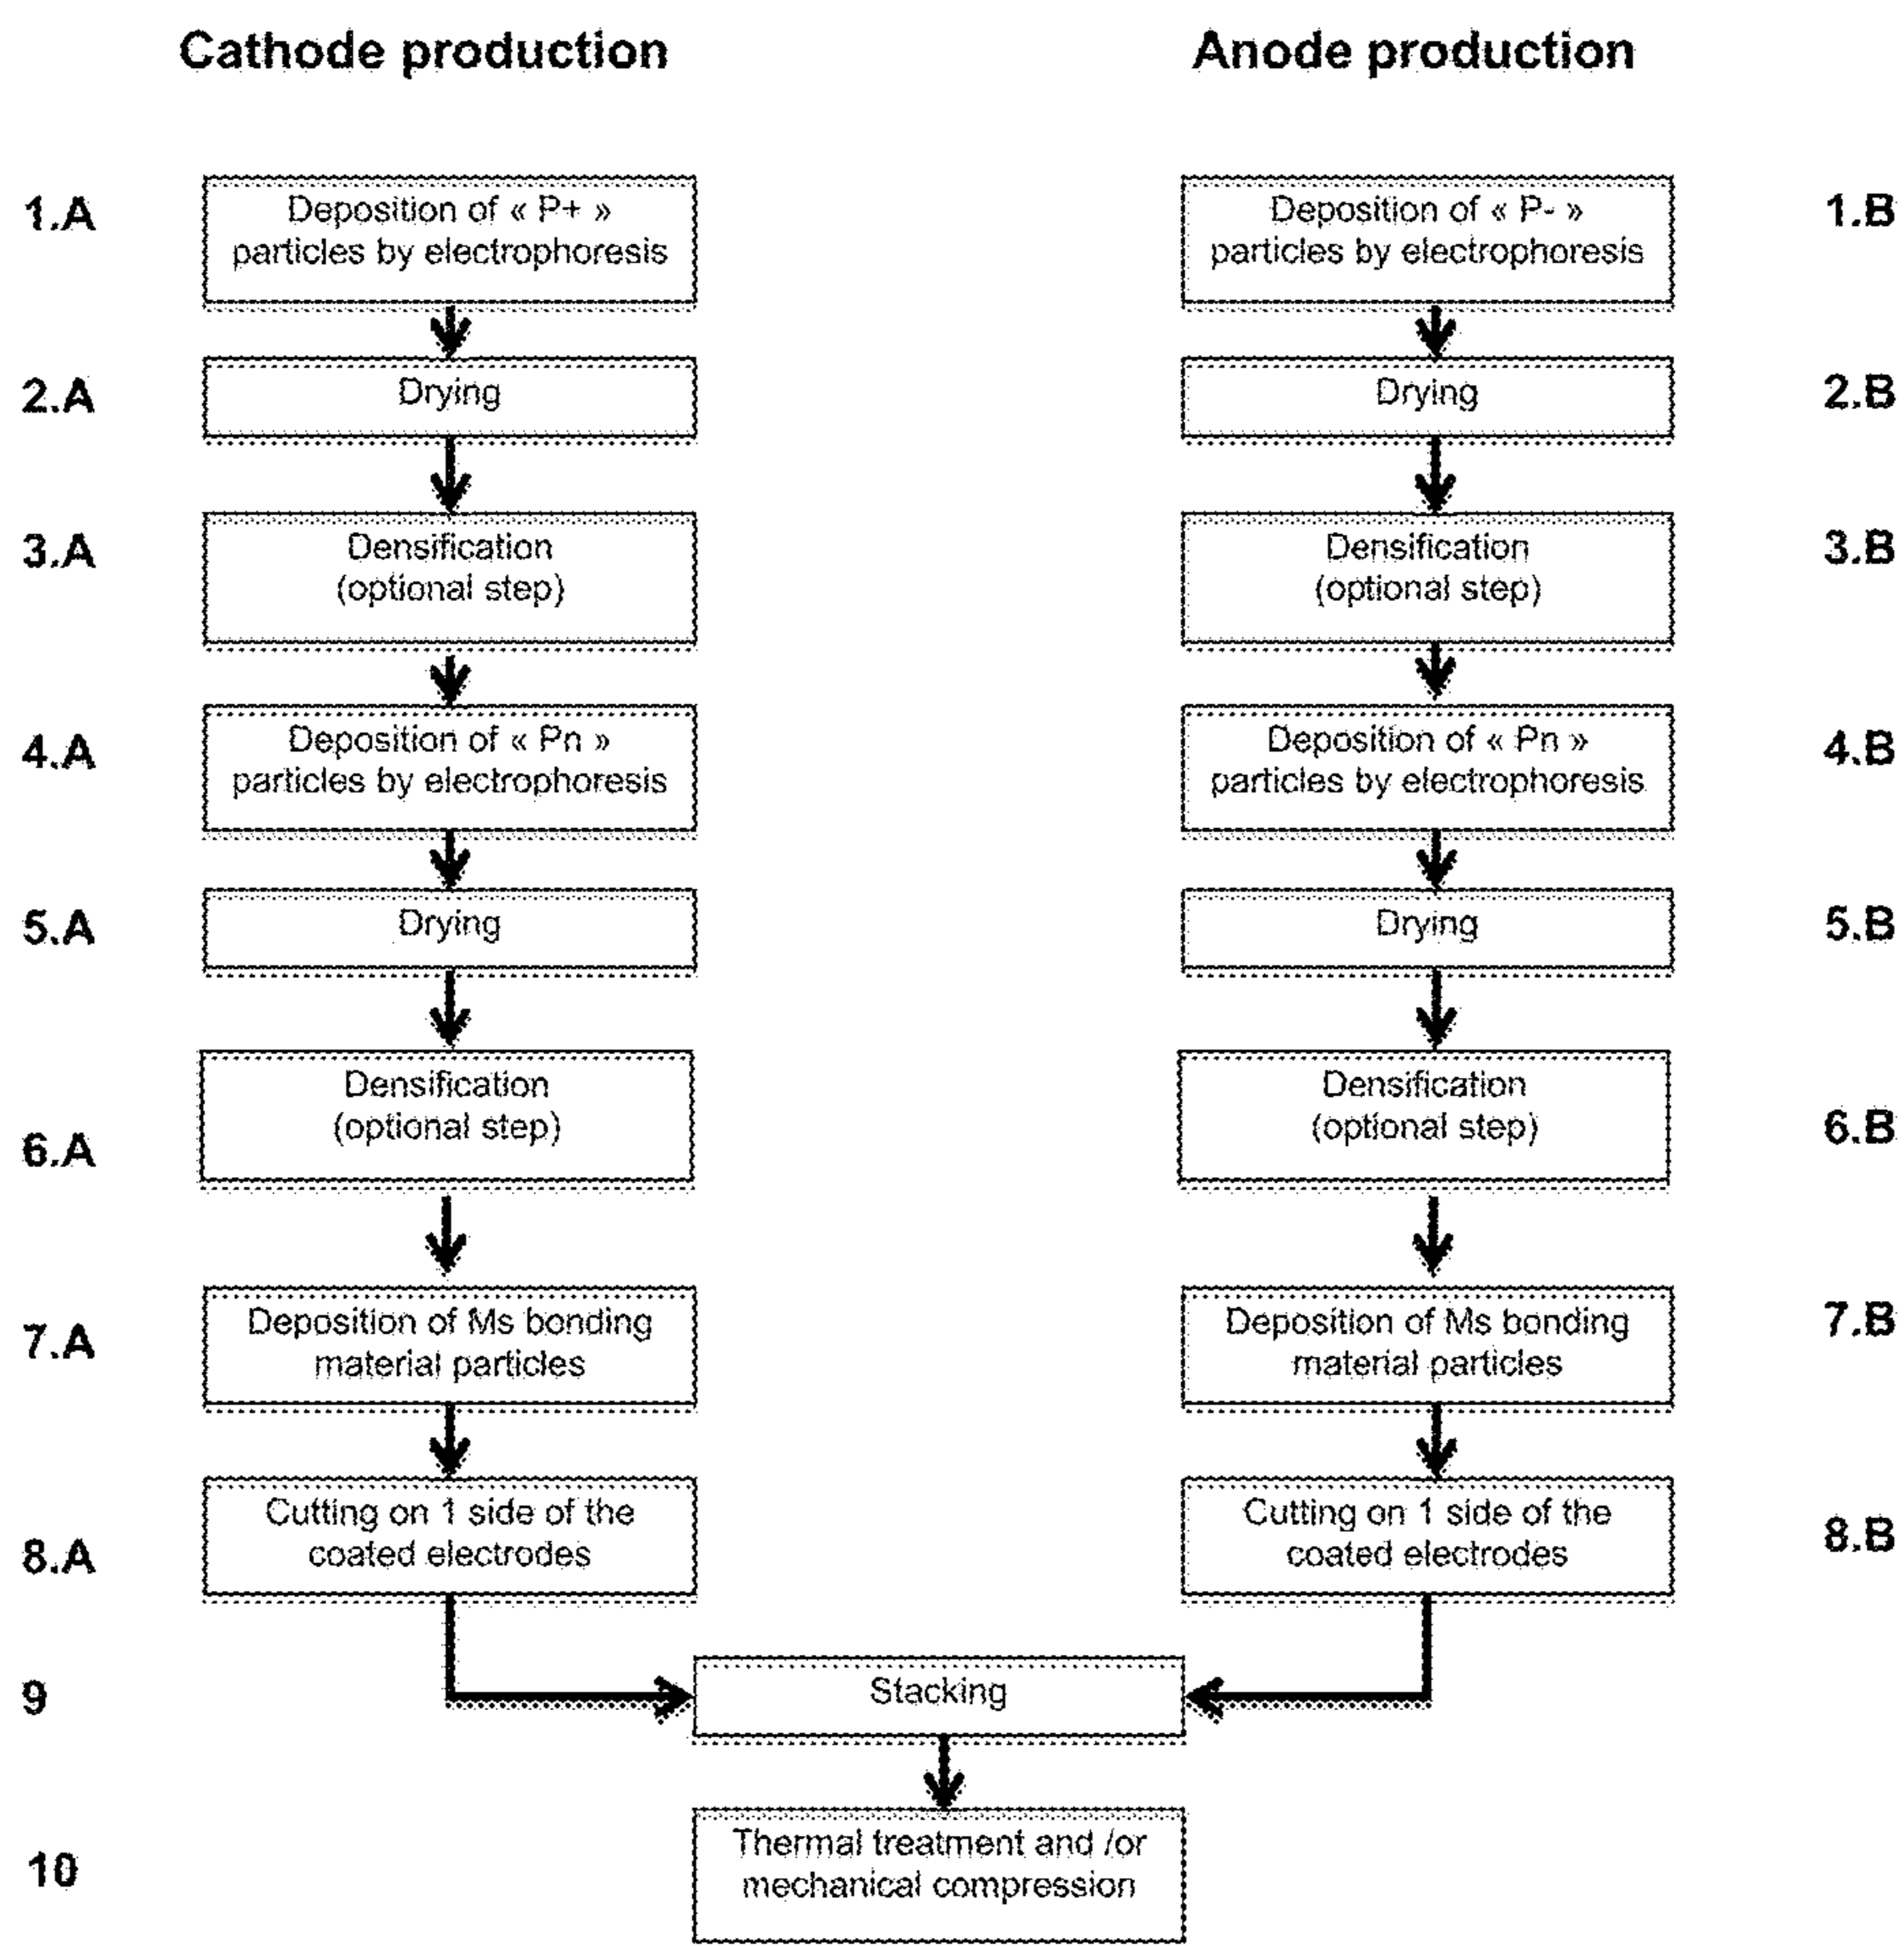 Cathode production
Anode production
1.A
Deposition of « P+ »
particles by electrophoresis
Deposition of « P- »
particles by electrophoresis
1.B
2.A
Drying
Drying
2.B
3.A
Densification
(optional step)
Densification
(optional step)
3.B
4.A
Deposition of « Pn »
particles by electrophoresis
Deposition of « Pn »
particles by electrophoresis
4.B
5.A
Drying
Drying
5.B
6.A
Densification
(optional step)
Densification
(optional step)
6.B
7.A
Deposition of Ms bonding
material particles
Deposition of Ms bonding
material particles
7.B
8.A
Cutting on 1 side of the
coated electrodes
Cutting on 1 side of the
coated electrodes
8.B
9
Stacking
10
Thermal treatment and /or
mechanical compression